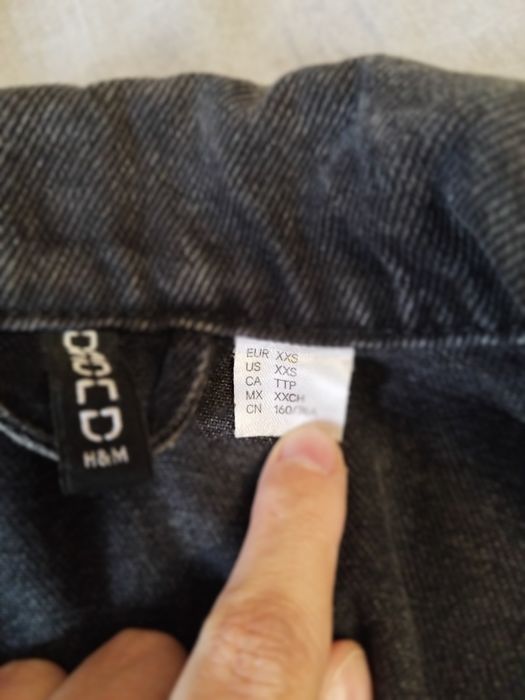 H&M
EUR XXS
US XXS
CA TTP
MX XXCH
CN 160/